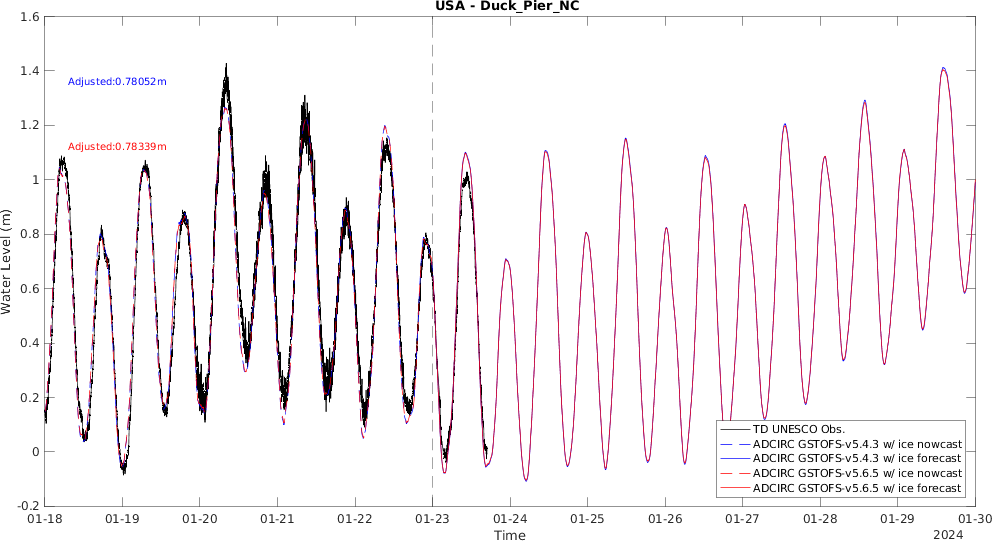 USA - Duck_Pier_NC
1.6
1.4
1.2
1
0.8
0.6
0.4
0.2
0
-0.2
Water Level (m)
Adjusted:0.78052m
Adjusted:0.78339m
TD UNESCO Obs.
ADCIRC GSTOFS-v5.4.3 w/ ice nowcast
ADCIRC GSTOFS-v5.4.3 w/ ice forecast
ADCIRC GSTOFS-v5.6.5 w/ ice nowcast
ADCIRC GSTOFS-v5.6.5 w/ ice forecast
01-18 01-19 01-20 01-21 01-22 01-23 01-24 01-25 01-26 01-27 01-28 01-29 01-30
Time
2024